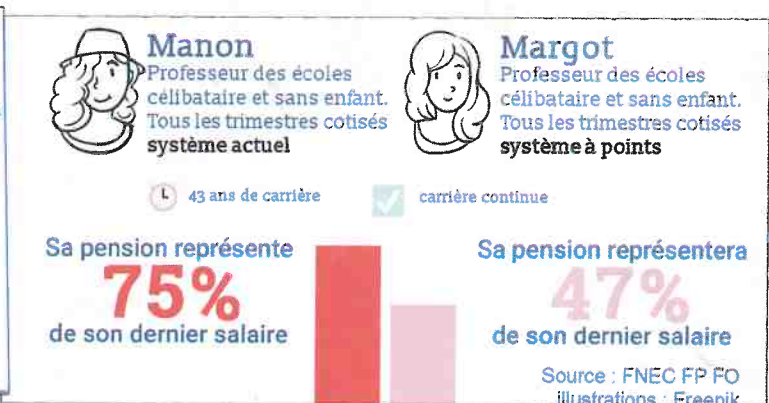 Manon
Professeur des écoles
célibataire et sans enfant.
Tous les trimestres cotisés
système actuel
Margot
Professeur des écoles
célibataire et sans enfant.
Tous les trimestres cotisés
système à points
43 ans de carrière
carrière continue
Sa pension représente
75%
de son dernier salaire
Sa pension représentera
47%
de son dernier salaire
Source : FNEC FP FO
illustrations : Freepik